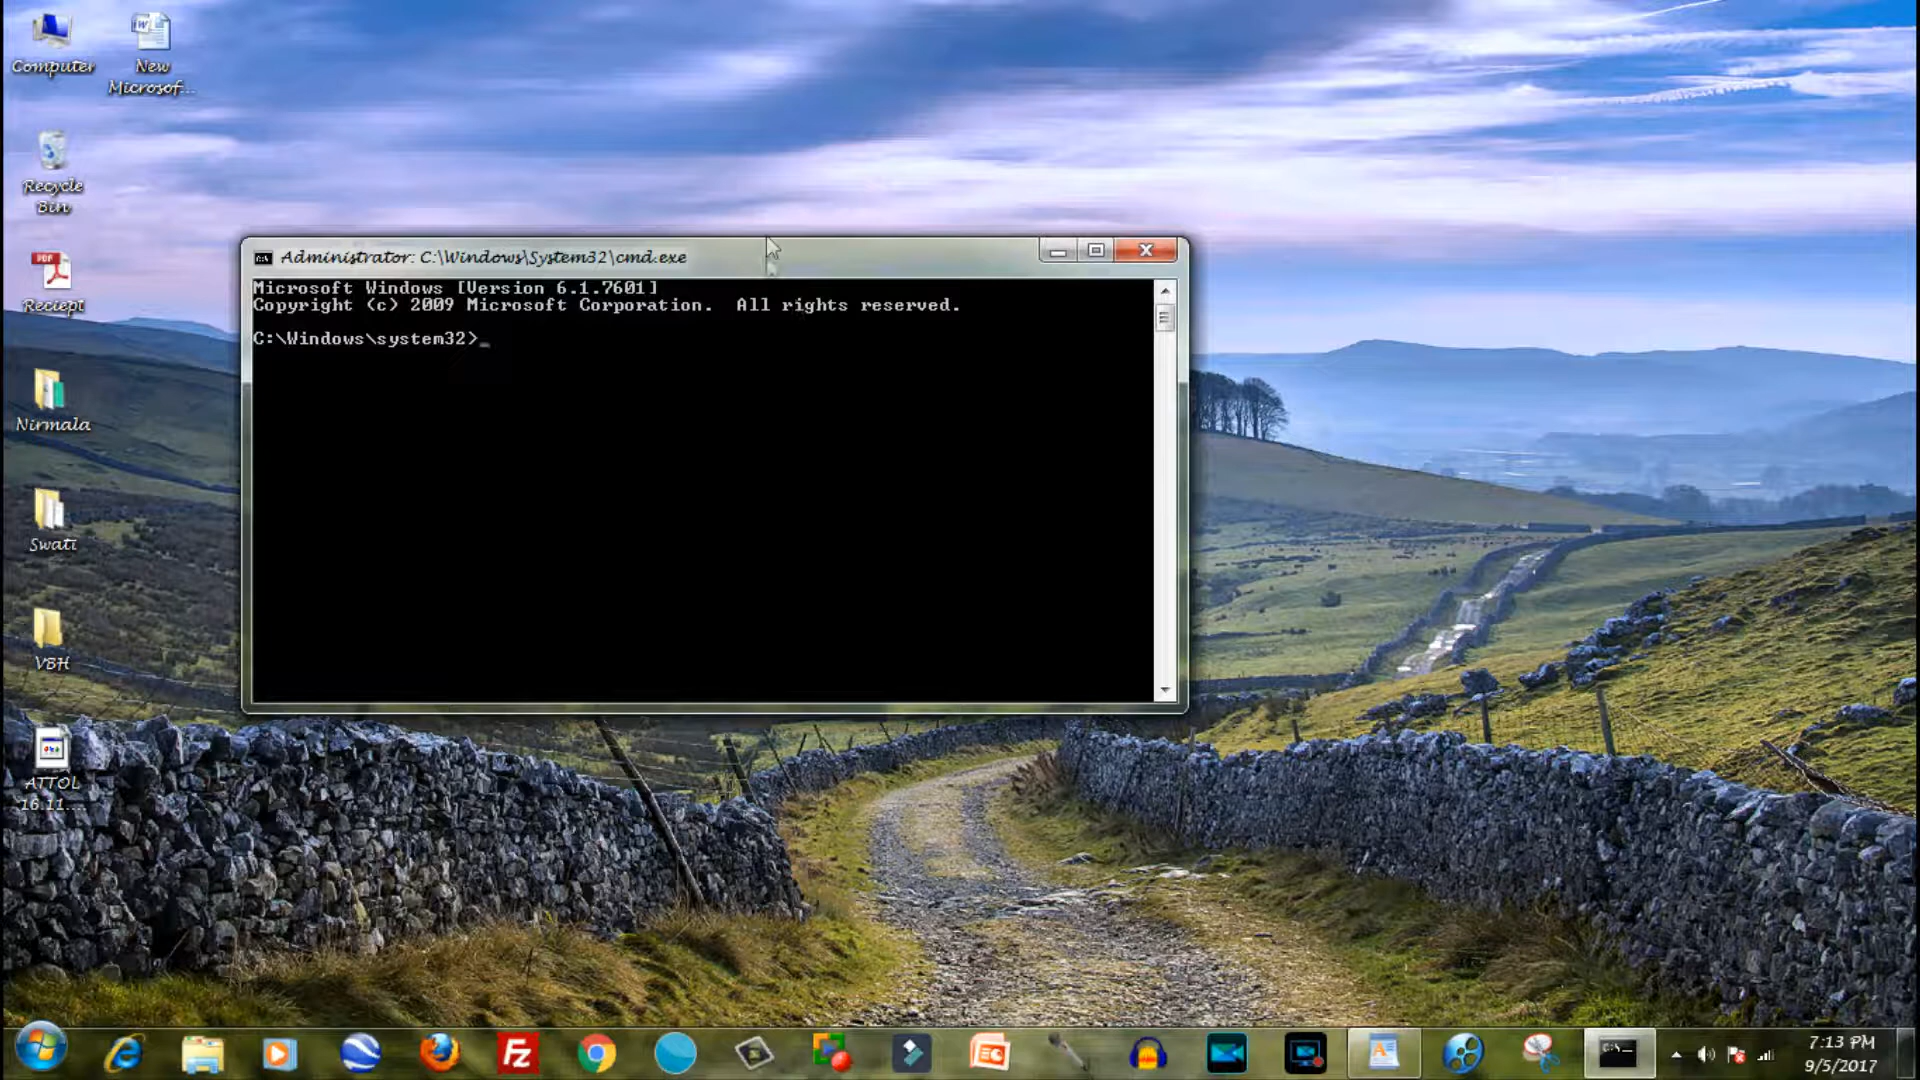 Computer
New
Microsof...
Recycle
Bin
PDF
Reciept
Nirmala
Swati
VBH
ATTOL
16.11....
Administrator: C:\Windows\System32\cmd.exe
Microsoft Windows [Version 6.1.7601]
Copyright (c) 2009 Microsoft Corporation.  All rights reserved.
C:\Windows\system32>_
7:13 PM
9/5/2017